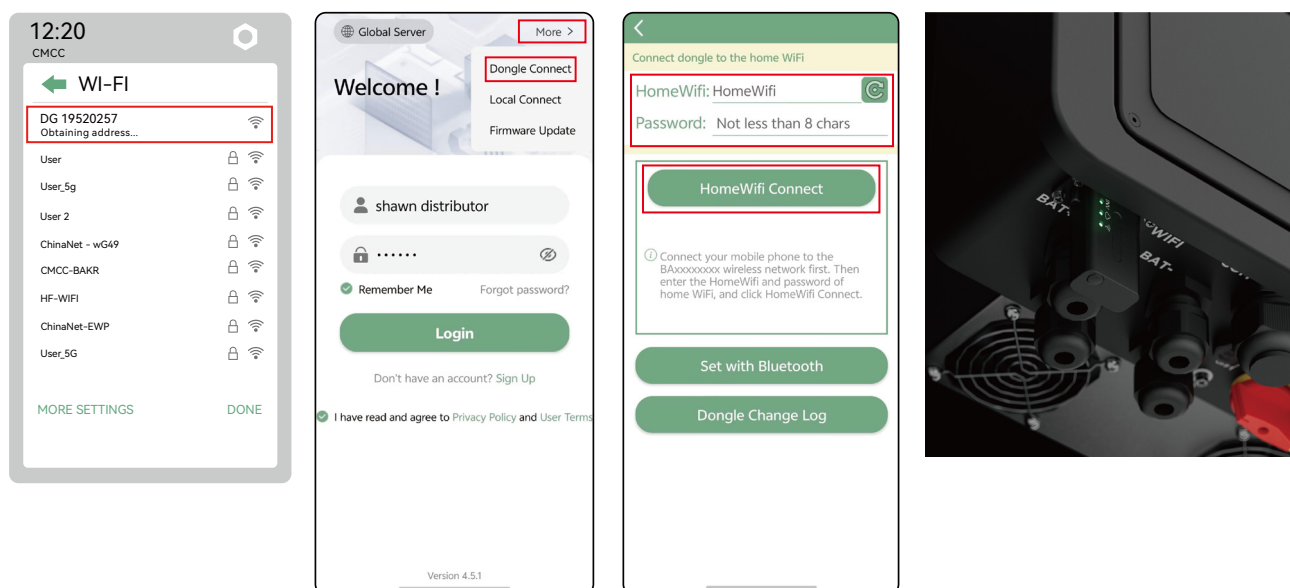 12:20
CMCC
WI-FI
DG 19520257
Obtaining address...
User
User_5g
User 2
ChinaNet - wG49
CMCC-BAKR
HF-WIFI
ChinaNet-EWP
User_5G
MORE SETTINGS
DONE
Global Server
More >
Dongle Connect
Welcome !
Local Connect
Firmware Update
shawn distributor
Remember Me
Forgot password?
Login
Don't have an account? Sign Up
I have read and agree to Privacy Policy and User Terms
Version 4.5.1
Connect dongle to the home WiFi
HomeWifi: HomeWifi
Password: Not less than 8 chars
HomeWifi Connect
Connect your mobile phone to the
BAxxxxxxxx wireless network first. Then
enter the HomeWifi and password of
home WiFi, and click HomeWifi Connect.
Set with Bluetooth
Dongle Change Log
BAT-
WIFI
BAT-